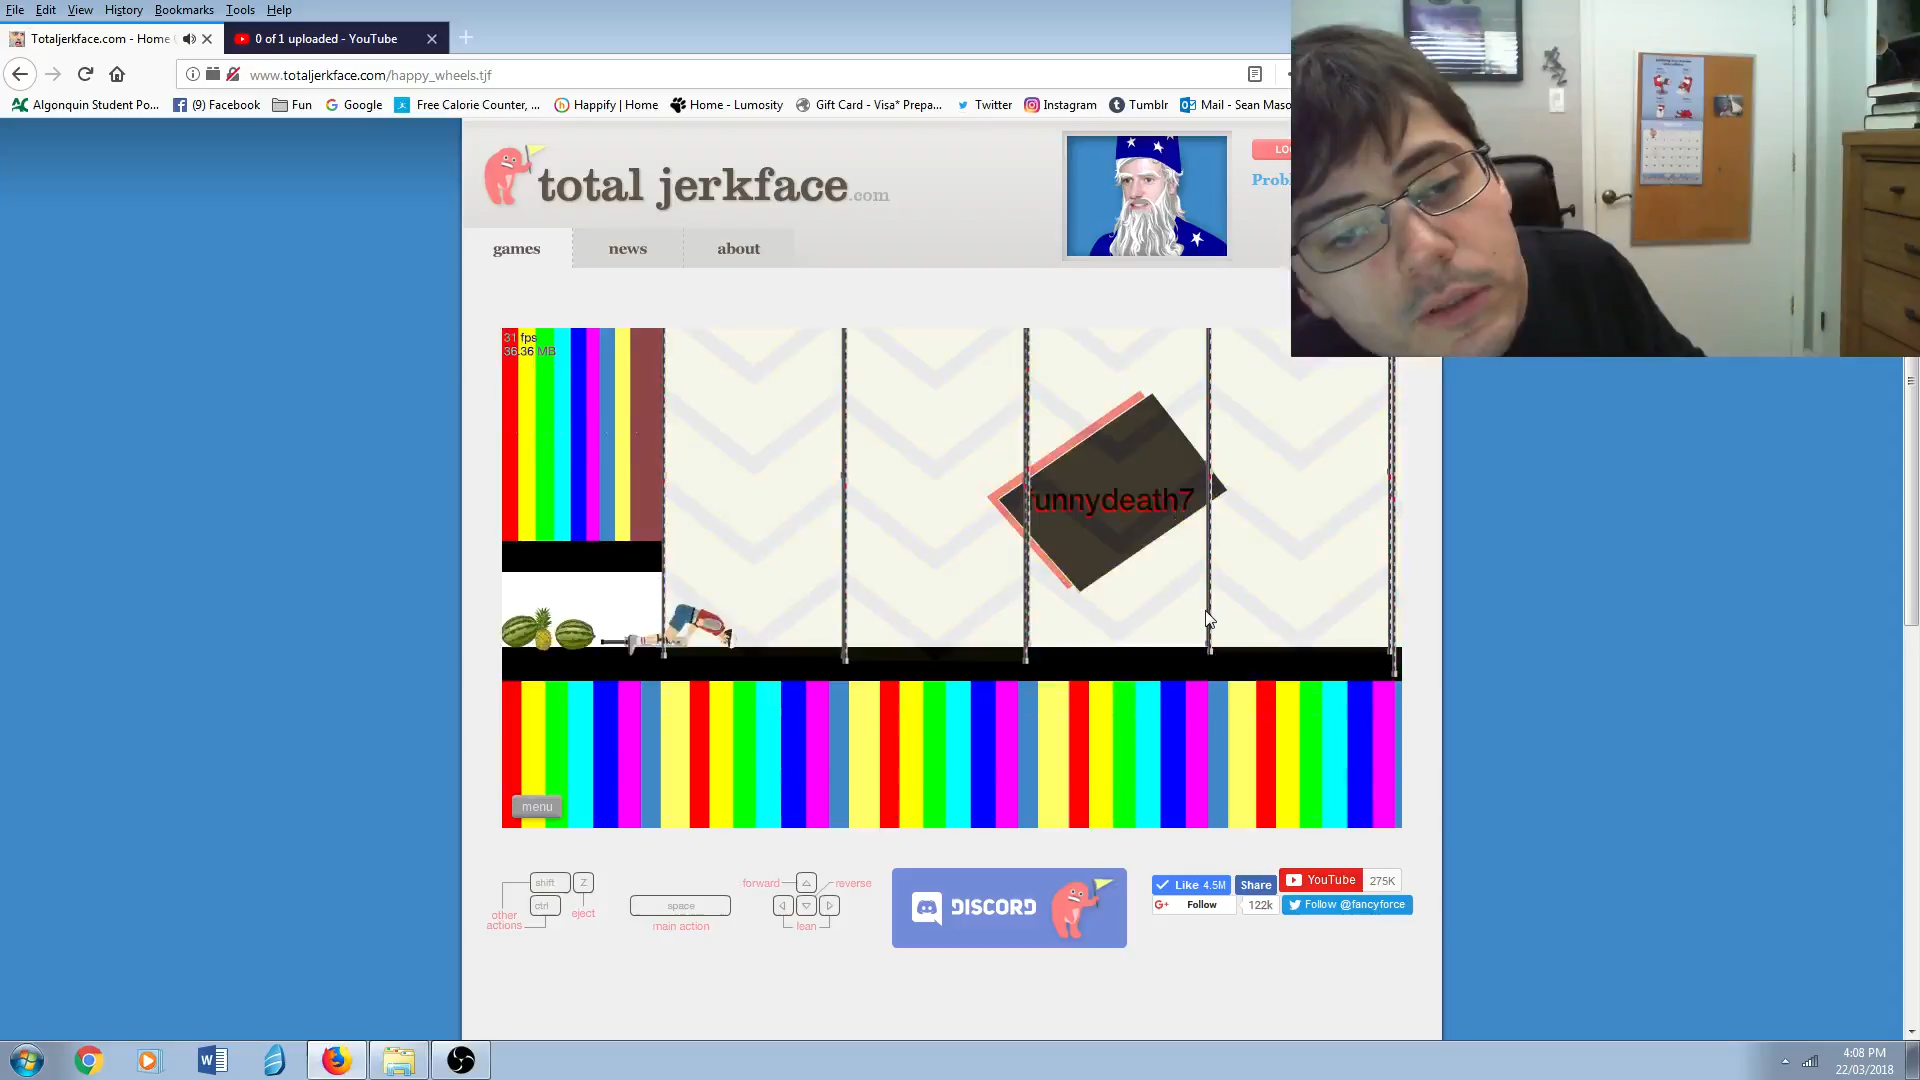 File Edit View History Bookmarks Tools Help
Totaljerkface.com - Home
0 of 1 uploaded - YouTube
www.totaljerkface.com/happy_wheels.tjf
Algonquin Student Po... (9) Facebook Fun Google Free Calorie Counter, ... Happify | Home Home - Lumosity Gift Card - Visa* Prepa... Twitter Instagram Tumblr Mail - Sean Maso
total jerkface.com
LO
Probl
games news about
31 fps
36.36 MB
funnydeath7
menu
shift Z
ctrl
other actions
eject
space
main action
forward
reverse
lean
DISCORD
Like 4.5M Share YouTube 275K
G+ Follow 122k Follow @fancyforce
4:08 PM
22/03/2018